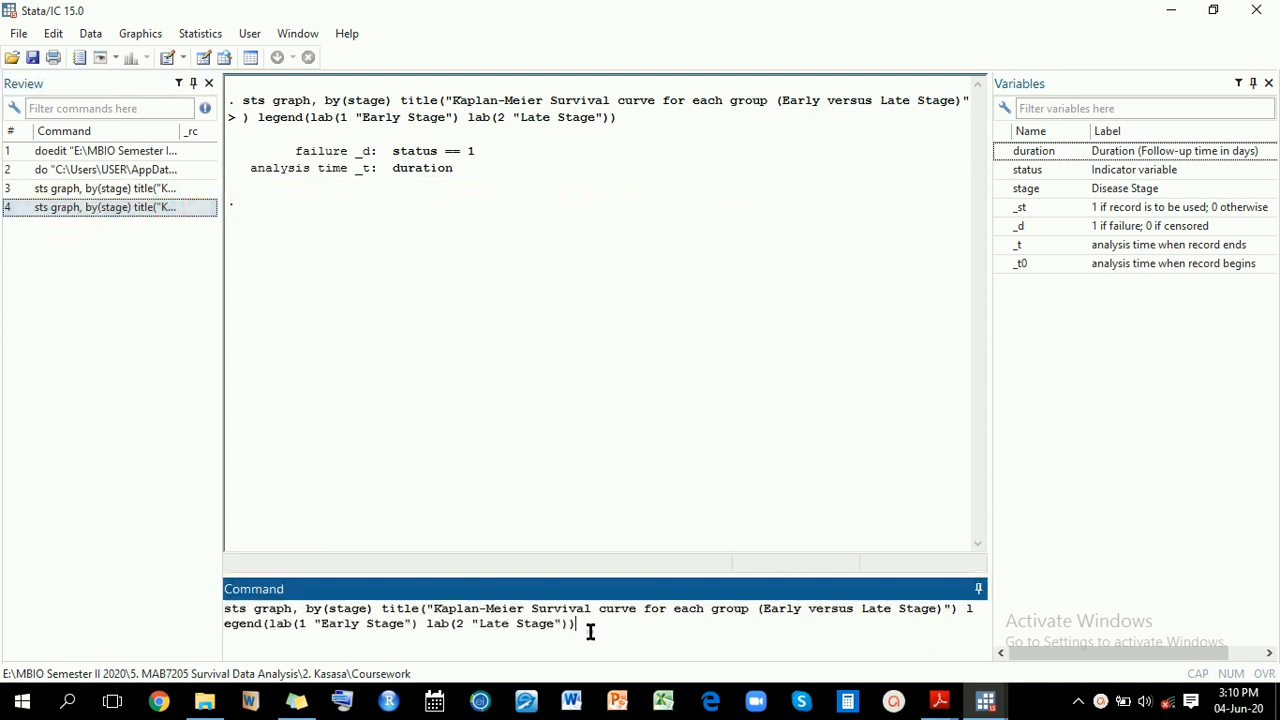 Stata/IC 15.0
File Edit Data Graphics Statistics User Window Help
Review
Filter commands here
# Command _rc
1 doedit "E:\MBIO Semester I...
2 do "C:\Users\USER\AppDat...
3 sts graph, by(stage) title("K...
4 sts graph, by(stage) title("K...
. sts graph, by(stage) title("Kaplan-Meier Survival curve for each group (Early versus Late Stage)"
> ) legend(lab(1 "Early Stage") lab(2 "Late Stage"))
failure _d: status == 1
analysis time _t: duration
.
Command
sts graph, by(stage) title("Kaplan-Meier Survival curve for each group (Early versus Late Stage)") l
egend(lab(1 "Early Stage") lab(2 "Late Stage"))
Variables
Filter variables here
Name Label
duration Duration (Follow-up time in days)
status Indicator variable
stage Disease Stage
_st 1 if record is to be used; 0 otherwise
_d 1 if failure; 0 if censored
_t analysis time when record ends
_t0 analysis time when record begins
Activate Windows
Go to Settings to activate Windows.
E:\MBIO Semester II 2020\5. MAB7205 Survival Data Analysis\2. Kasasa\Coursework
CAP NUM OVR
3:10 PM
04-Jun-20